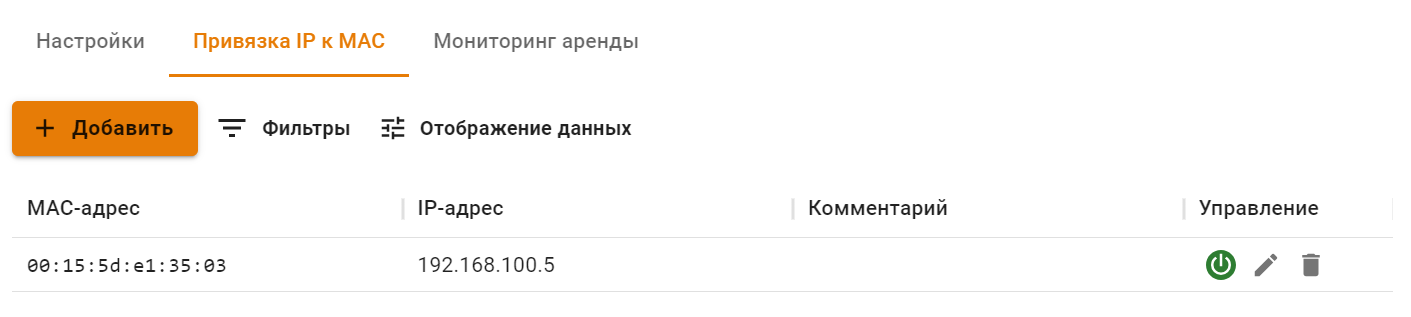 Настройки Привязка IP к MAC Мониторинг аренды
Добавить Фильтры Отображение данных
MAC-адрес IP-адрес Комментарий Управление
00:15:5d:e1:35:03 192.168.100.5